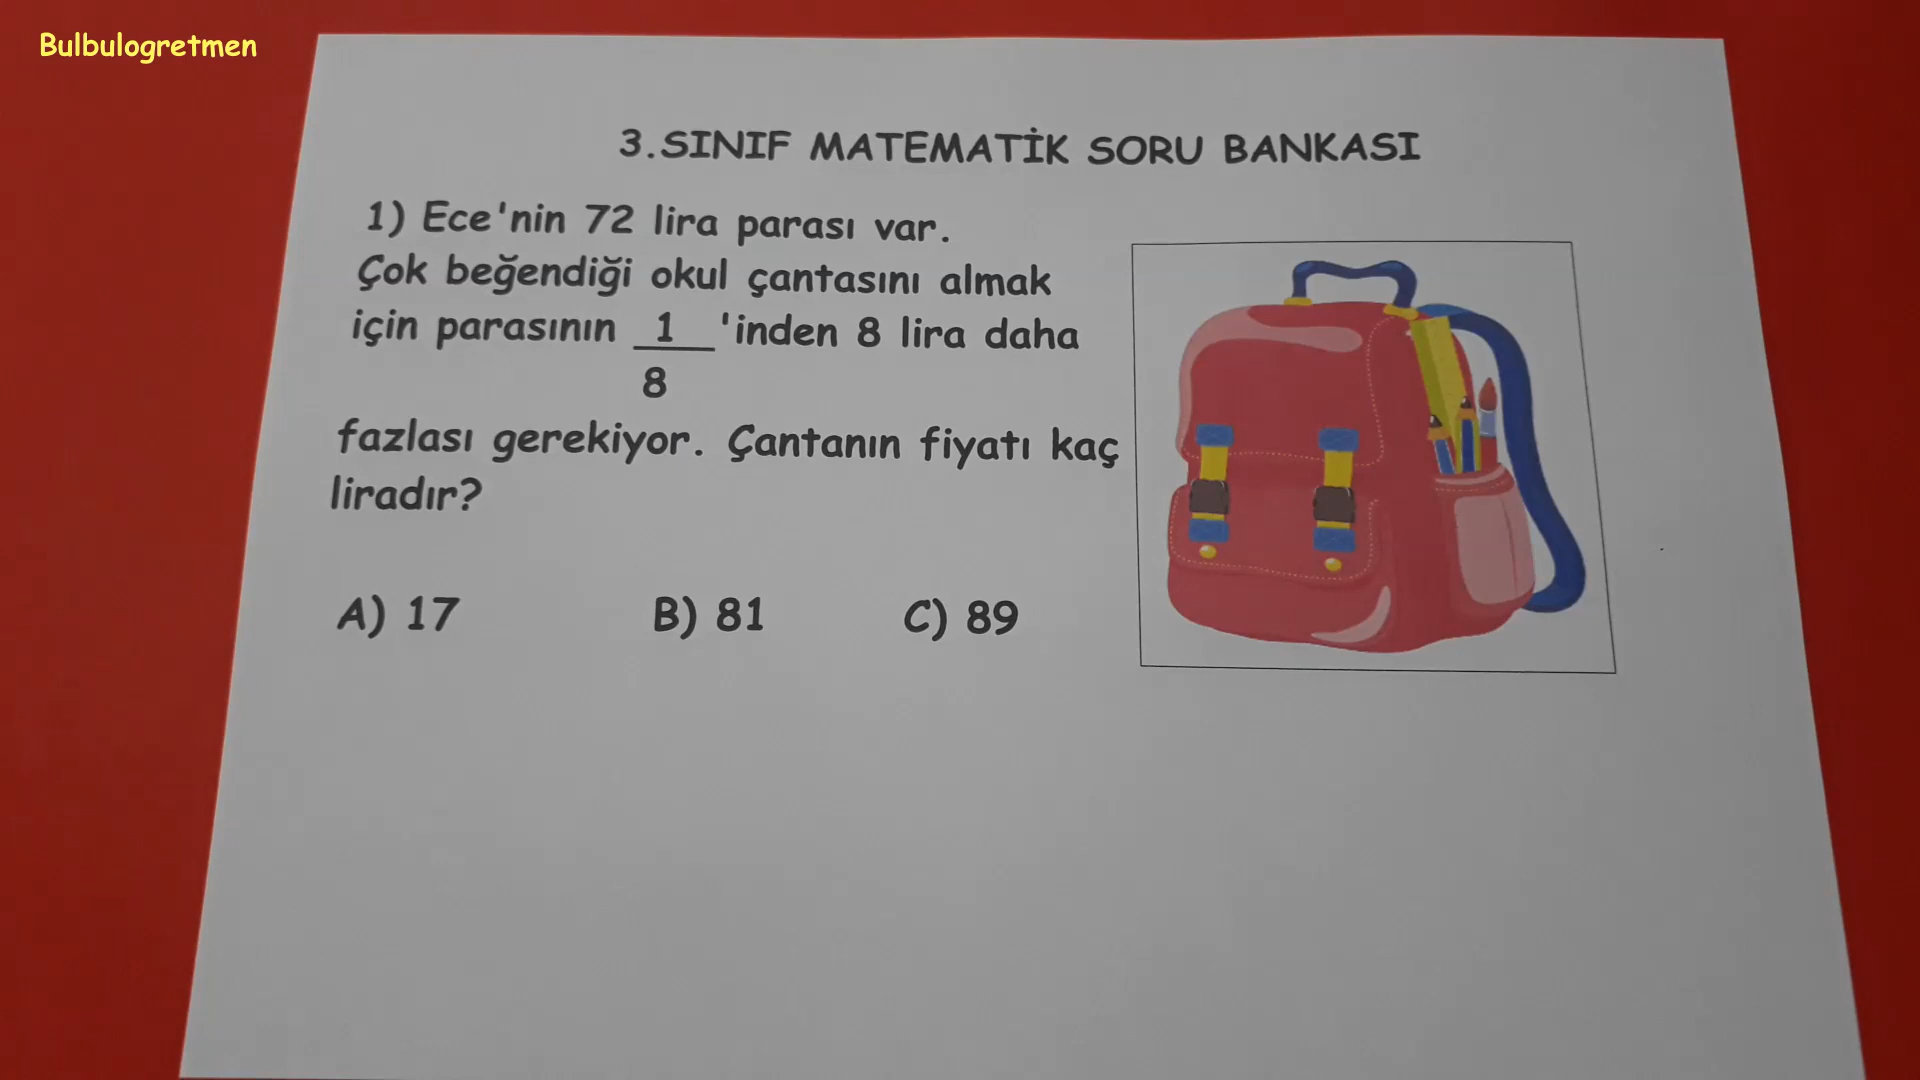 Bulbulogretmen
3.SINIF MATEMATİK SORU BANKASI
1) Ece'nin 72 lira parası var.
Çok beğendiği okul çantasını almak
için parasının 1 'inden 8 lira daha
8
fazlası gerekiyor. Çantanın fiyatı kaç
liradır?
A) 17 B) 81 C) 89